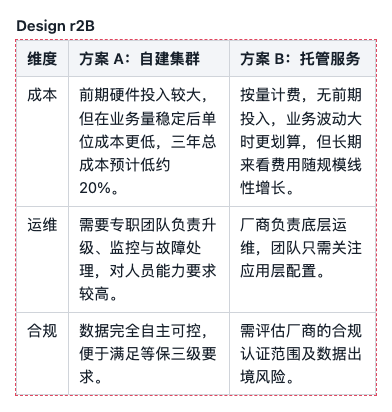 Design r2B
维度 方案 A：自建集群 方案 B：托管服务
成本
前期硬件投入较大，
但在业务量稳定后单
位成本更低，三年总
成本预计低约
20%。
按量计费，无前期
投入，业务波动大
时更划算，但长期
来看费用随规模线
性增长。
运维
需要专职团队负责升
级、监控与故障处
理，对人员能力要求
较高。
厂商负责底层运
维，团队只需关注
应用层配置。
合规
数据完全自主可控，
便于满足等保三级要
求。
需评估厂商的合规
认证范围及数据出
境风险。